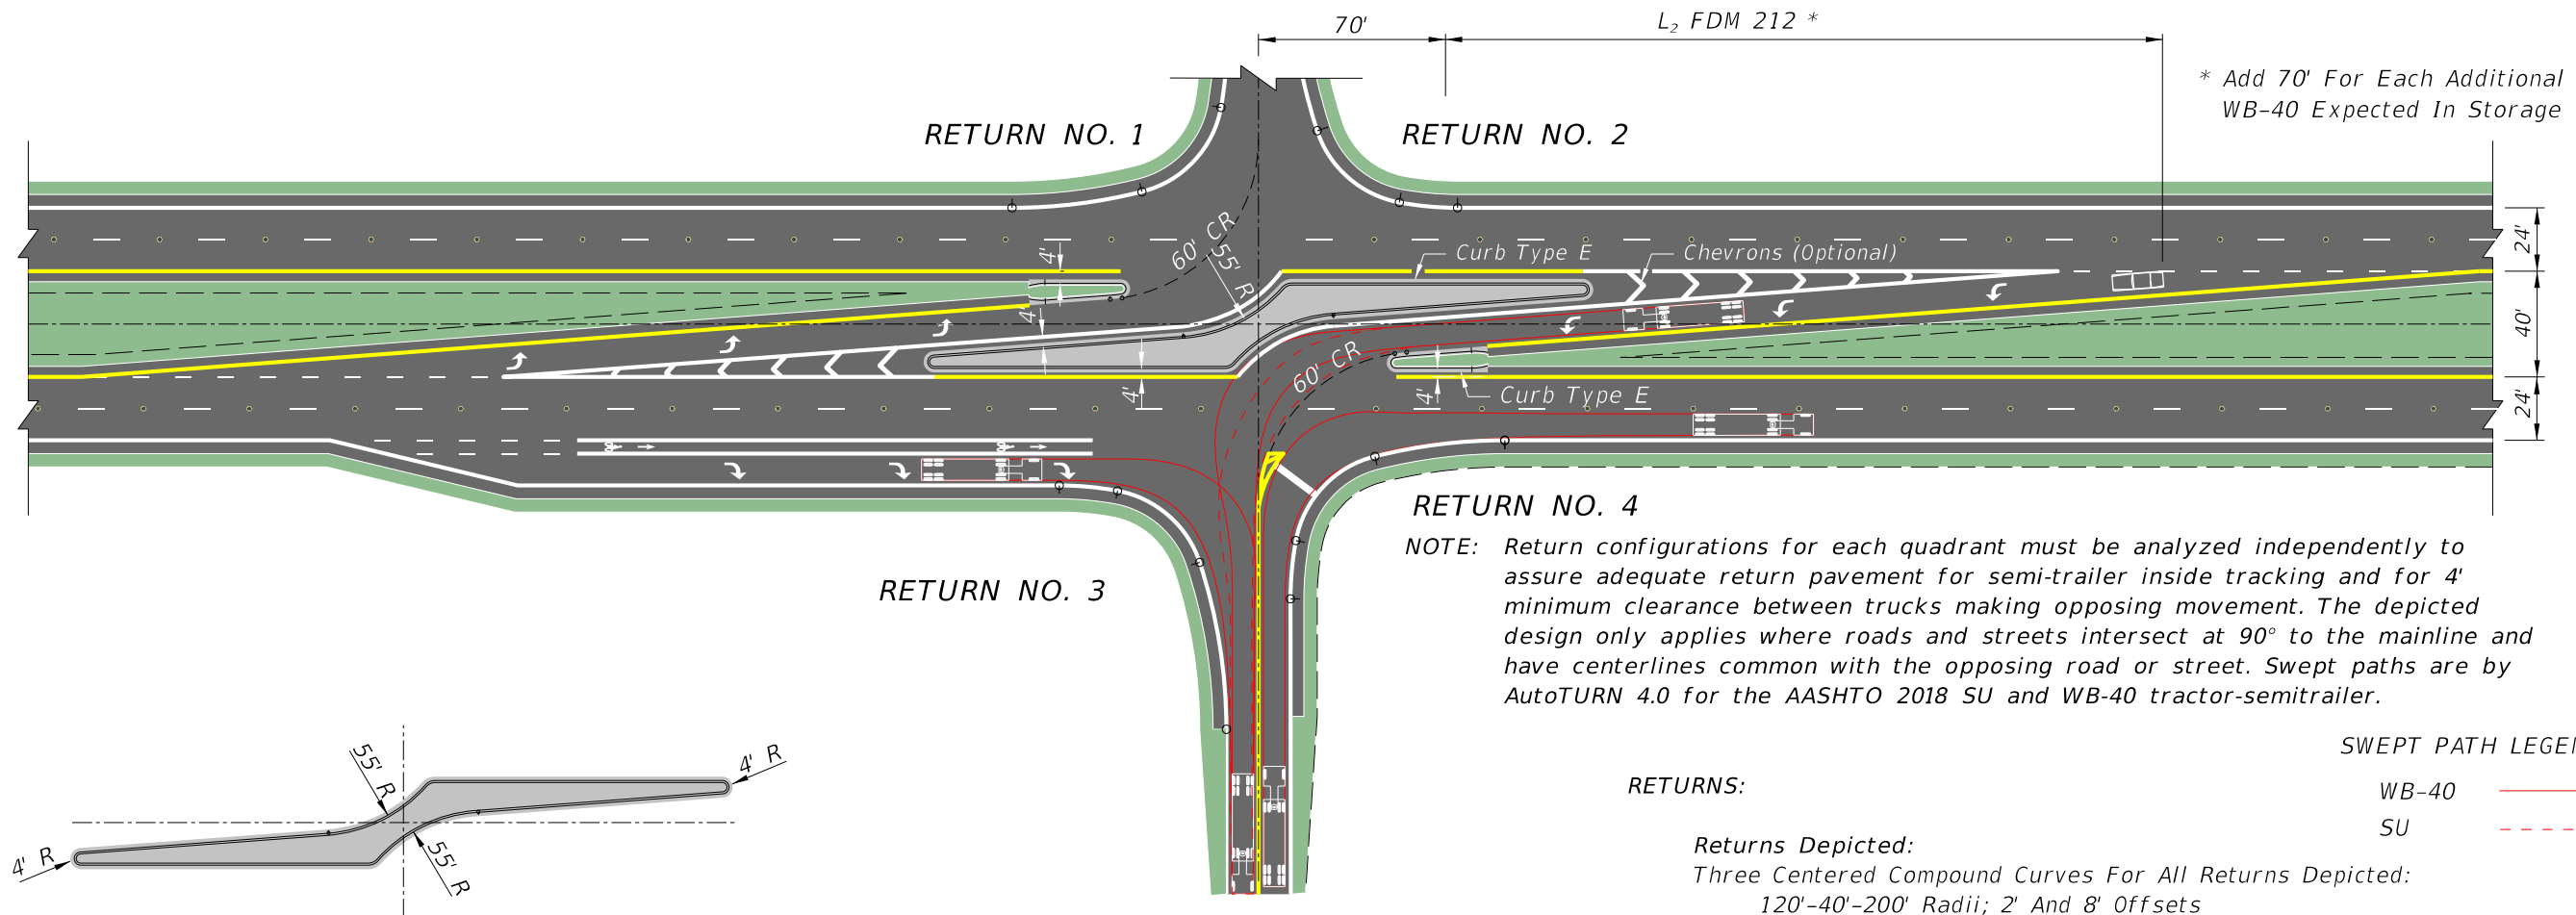 70'
L₂ FDM 212 *
* Add 70' For Each Additional
WB-40 Expected In Storage
RETURN NO. 1
RETURN NO. 2
24'
40'
24'
4'
60' CR
55' R
Curb Type E
Chevrons (Optional)
4'
4'
60' CR
4'
Curb Type E
RETURN NO. 4
RETURN NO. 3
NOTE: Return configurations for each quadrant must be analyzed independently to
assure adequate return pavement for semi-trailer inside tracking and for 4'
minimum clearance between trucks making opposing movement. The depicted
design only applies where roads and streets intersect at 90° to the mainline and
have centerlines common with the opposing road or street. Swept paths are by
AutoTURN 4.0 for the AASHTO 2018 SU and WB-40 tractor-semitrailer.
55' R
4' R
4' R
55' R
SWEPT PATH
WB-40
SU
RETURNS:
Returns Depicted:
Three Centered Compound Curves For All Returns Depicted:
120'-40'-200' Radii; 2' And 8' Offsets